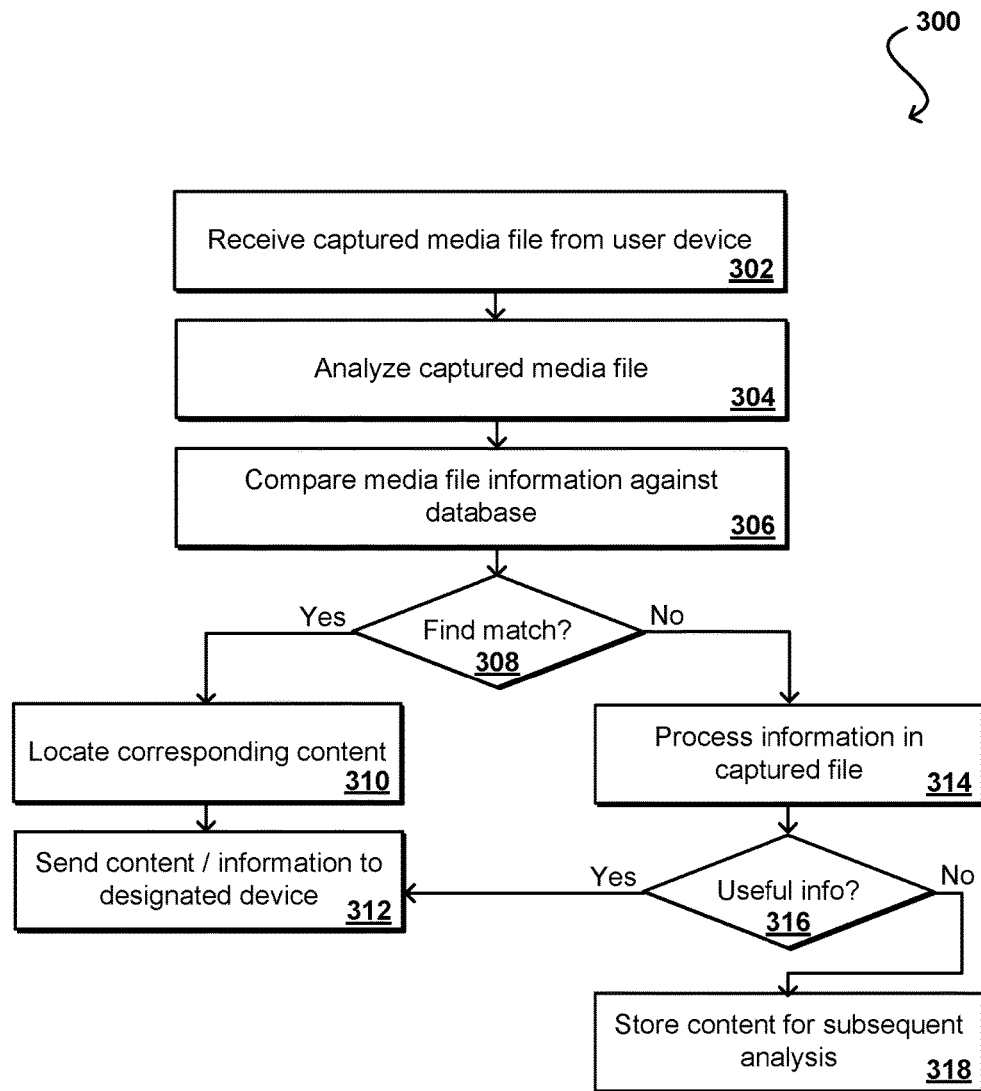 300
Receive captured media file from user device
302
Analyze captured media file
304
Compare media file information against
database
306
Yes
Find match?
No
308
Locate corresponding content
310
Process information in
captured file
314
Send content / information to
designated device
312
Yes
Useful info?
No
316
Store content for subsequent
analysis
318